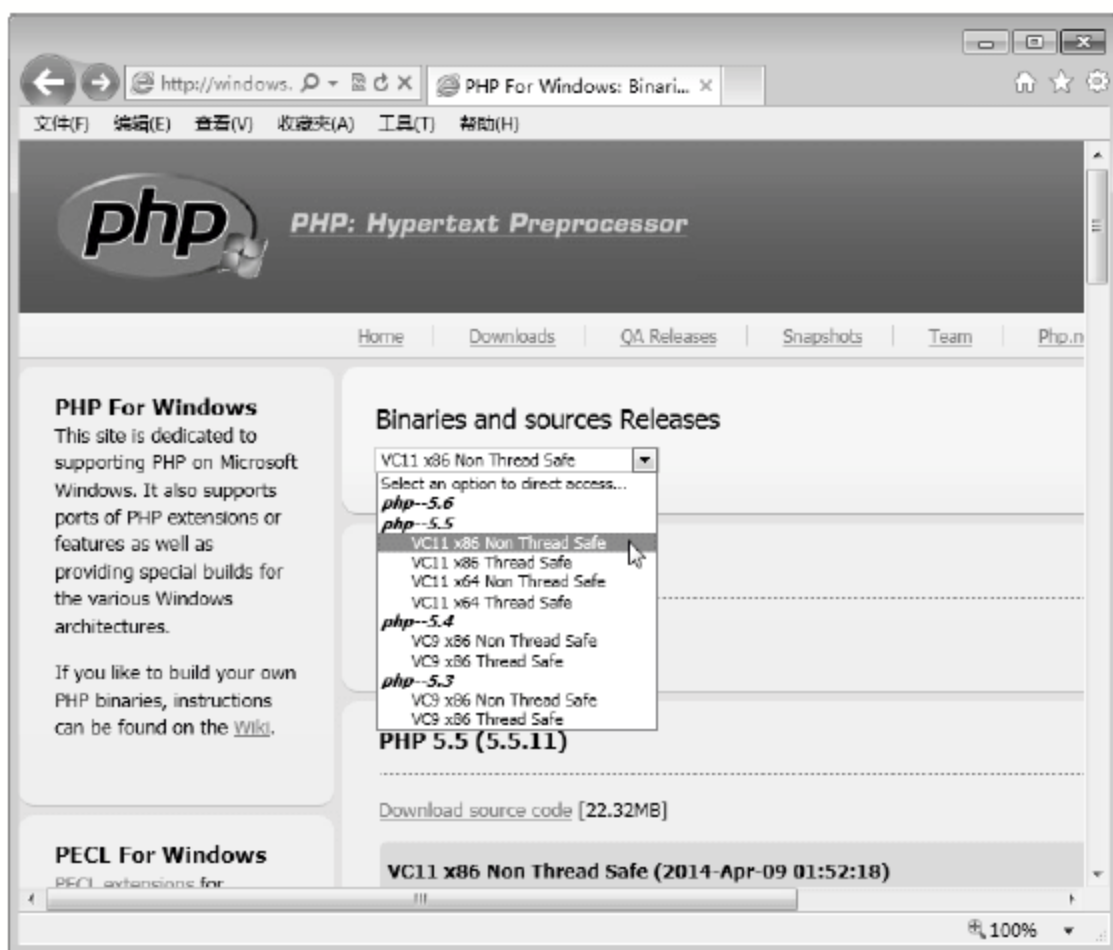 http://windows.
PHP For Windows: Binari...
文件(F) 编辑(E) 查看(V) 收藏夹(A) 工具(T) 帮助(H)
php
PHP: Hypertext Preprocessor
Home Downloads QA Releases Snapshots Team Php.n
PHP For Windows
This site is dedicated to
supporting PHP on Microsoft
Windows. It also supports
ports of PHP extensions or
features as well as
providing special builds for
the various Windows
architectures.
If you like to build your own
PHP binaries, instructions
can be found on the Wiki.
PECL For Windows
PECL extensions for
Binaries and sources Releases
VC11 x86 Non Thread Safe
Select an option to direct access...
php--5.6
php--5.5
VC11 x86 Non Thread Safe
VC11 x86 Thread Safe
VC11 x64 Non Thread Safe
VC11 x64 Thread Safe
php--5.4
VC9 x86 Non Thread Safe
VC9 x86 Thread Safe
php--5.3
VC9 x86 Non Thread Safe
VC9 x86 Thread Safe
PHP 5.5 (5.5.11)
Download source code [22.32MB]
VC11 x86 Non Thread Safe (2014-Apr-09 01:52:18)
100%